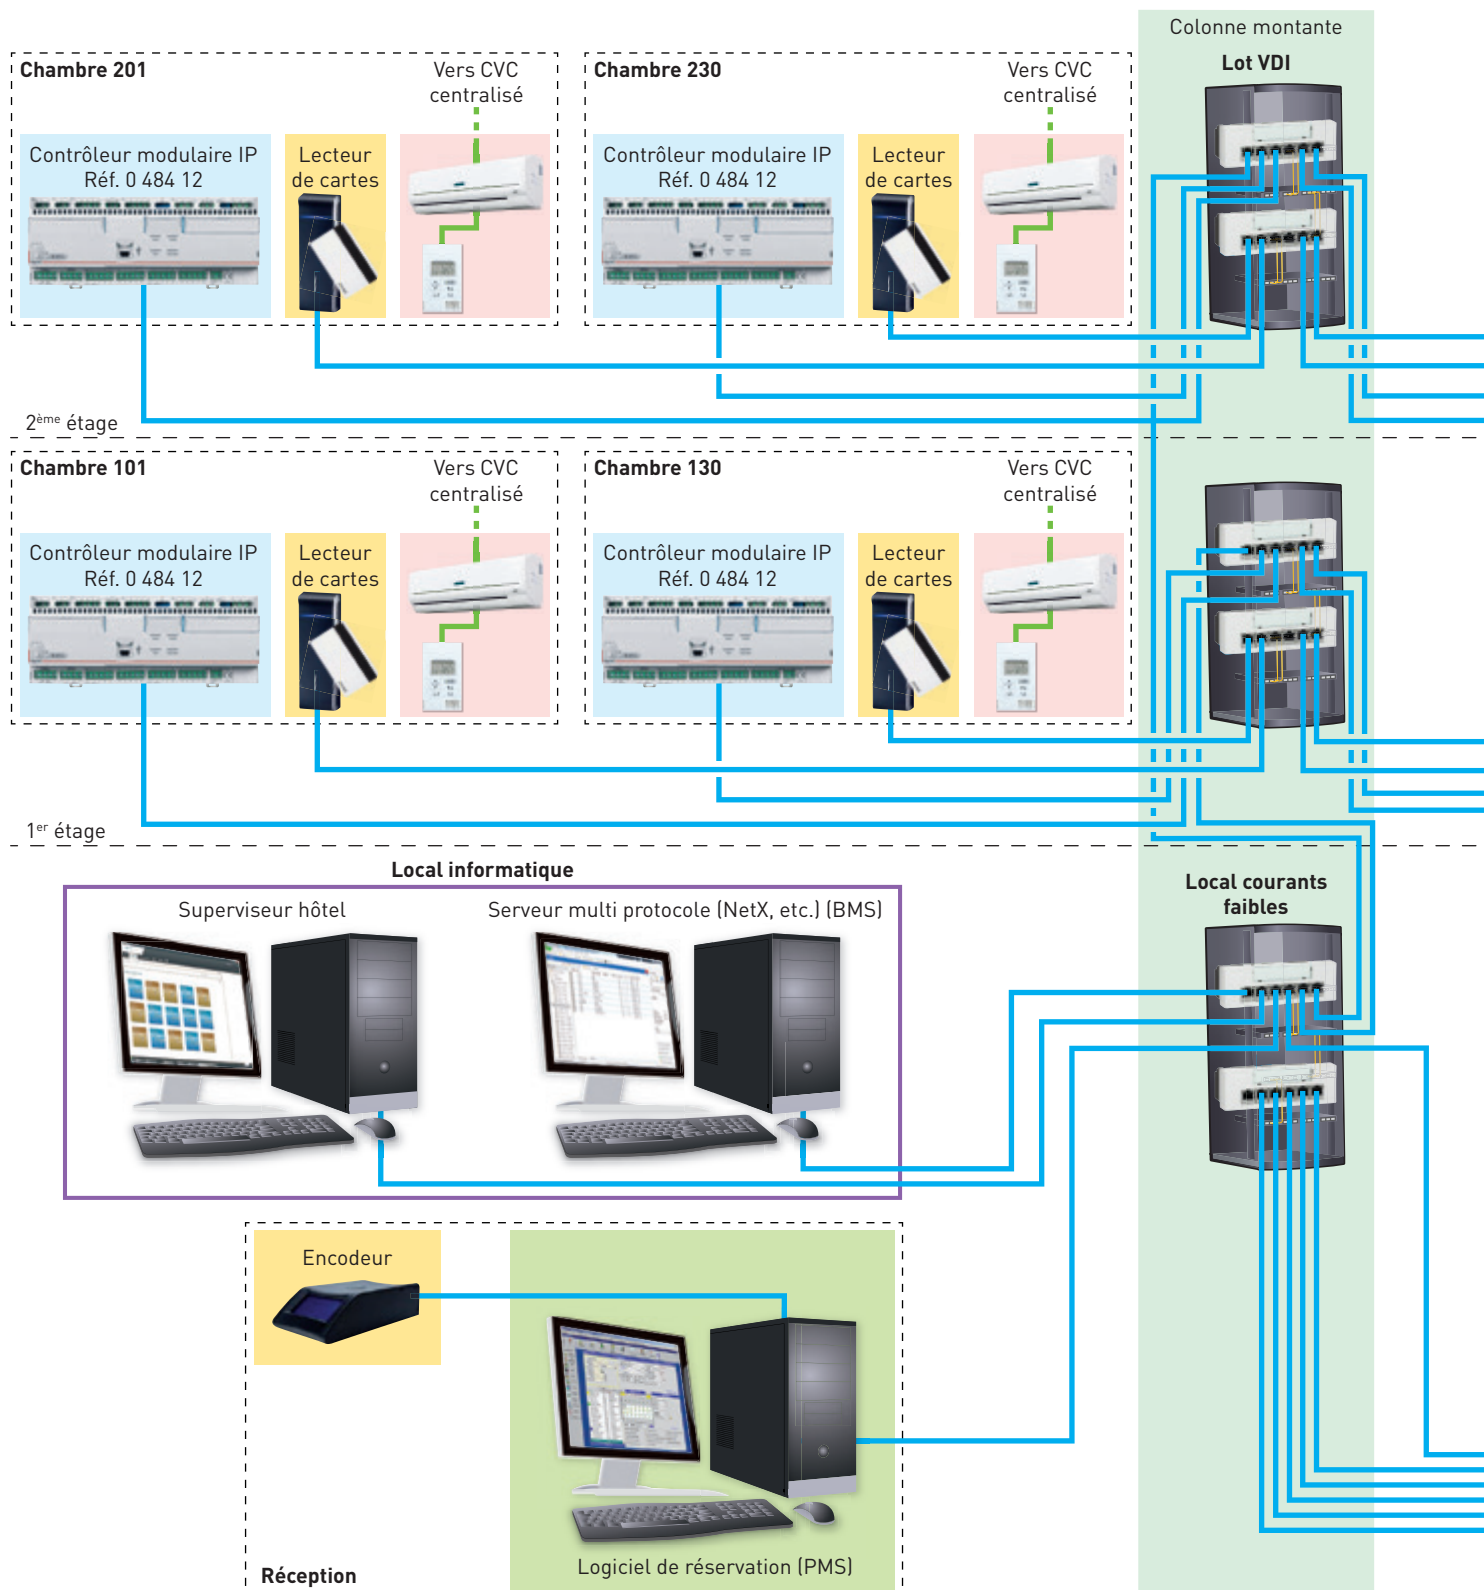 Colonne montante
Lot VDI
Chambre 201
Vers CVC
centralisé
Contrôleur modulaire IP
Réf. 0 484 12
Lecteur
de cartes
Chambre 230
Vers CVC
centralisé
Contrôleur modulaire IP
Réf. 0 484 12
Lecteur
de cartes
2ème étage
Chambre 101
Vers CVC
centralisé
Contrôleur modulaire IP
Réf. 0 484 12
Lecteur
de cartes
Chambre 130
Vers CVC
centralisé
Contrôleur modulaire IP
Réf. 0 484 12
Lecteur
de cartes
1er étage
Local informatique
Superviseur hôtel
Serveur multi protocole (NetX, etc.) (BMS)
Local courants
faibles
Encodeur
Logiciel de réservation (PMS)
Réception